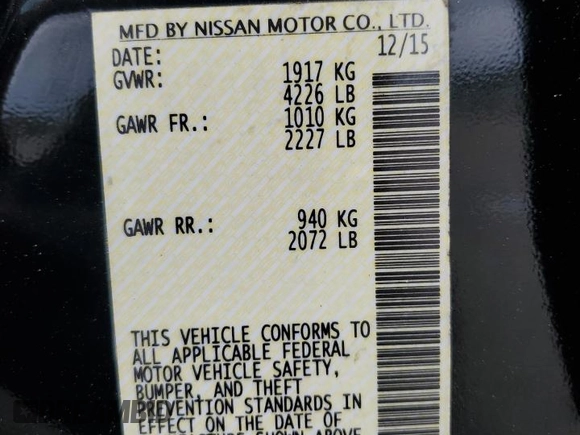 MFD BY NISSAN MOTOR CO., LTD.
DATE: 12/15
GVWR: 1917 KG
4226 LB
GAWR FR.: 1010 KG
2227 LB
GAWR RR.: 940 KG
2072 LB
THIS VEHICLE CONFORMS TO
ALL APPLICABLE FEDERAL
MOTOR VEHICLE SAFETY,
BUMPER, AND THEFT
PREVENTION STANDARDS IN
EFFECT ON THE DATE OF
SHOWN ABOVE